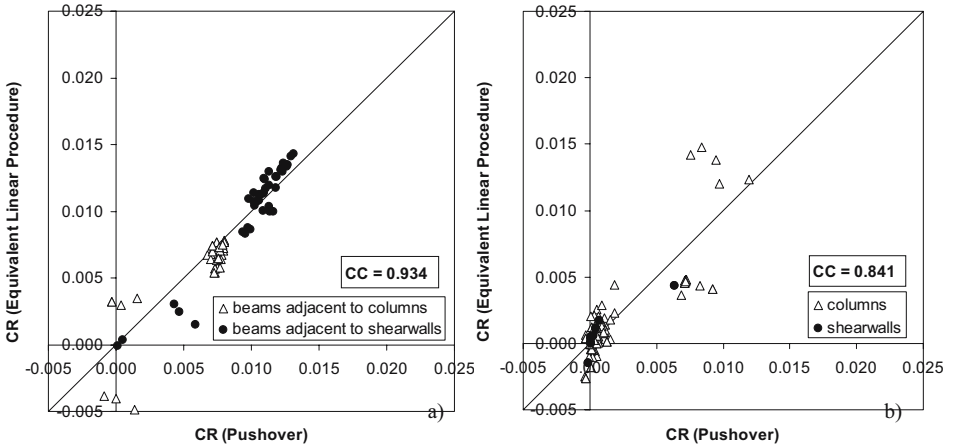 0.025
0.020
0.015
0.010
0.005
0.000
-0.005
-0.005 0.000 0.005 0.010 0.015 0.020 0.025
CR (Equivalent Linear Procedure)
CR (Pushover)
CC = 0.934
beams adjacent to columns
beams adjacent to shearwalls
a)
0.025
0.020
0.015
0.010
0.005
0.000
-0.005
-0.005 0.000 0.005 0.010 0.015 0.020 0.025
CR (Equivalent Linear Procedure)
CR (Pushover)
CC = 0.841
columns
shearwalls
b)